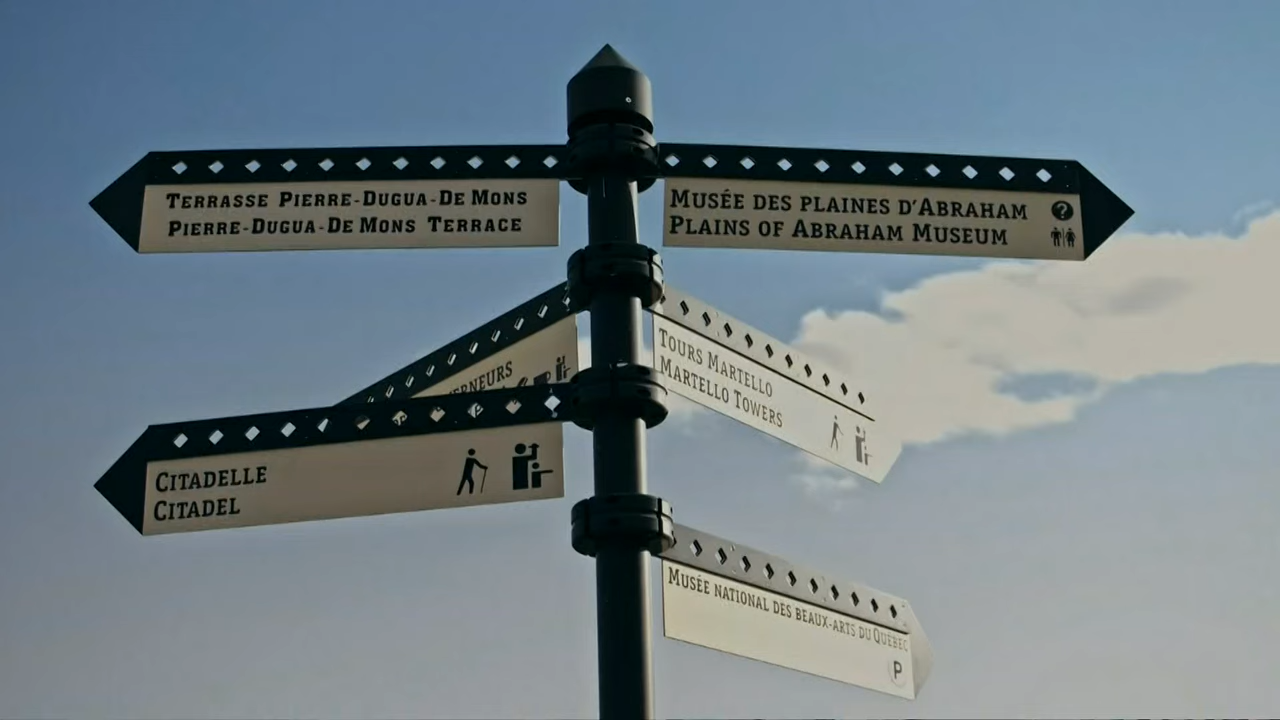 TERRASSE PIERRE-DUGUA-DE MONS
PIERRE-DUGUA-DE MONS TERRACE
MUSÉE DES PLAINES D'ABRAHAM
PLAINS OF ABRAHAM MUSEUM
?
TOURS MARTELLO
MARTELLO TOWERS
CITADELLE
CITADEL
MUSÉE NATIONAL DES BEAUX-ARTS DU QUÉBEC
P